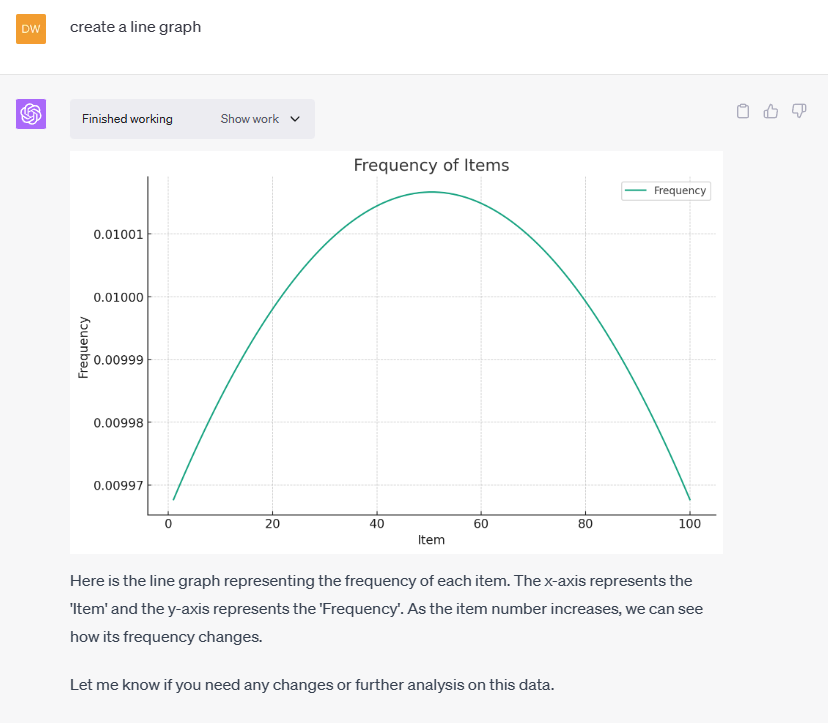 DW
create a line graph
Finished working Show work
Frequency of Items
Frequency
0.01001
0.01000
0.00999
0.00998
0.00997
Frequency
0 20 40 60 80 100
Item
Here is the line graph representing the frequency of each item. The x-axis represents the
'Item' and the y-axis represents the 'Frequency'. As the item number increases, we can see
how its frequency changes.
Let me know if you need any changes or further analysis on this data.